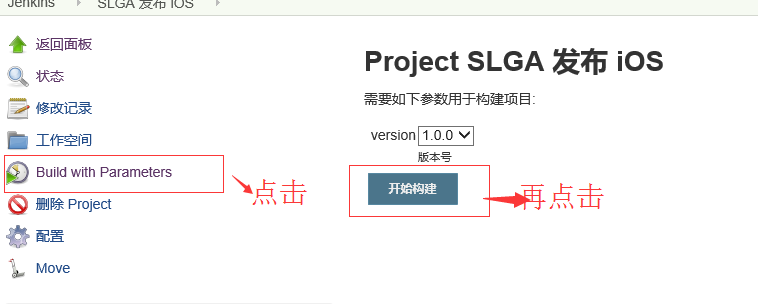 Jenkins SLGA 发布 iOS
返回面板
状态
修改记录
工作空间
Build with Parameters
删除 Project
配置
Move
点击
Project SLGA 发布 iOS
需要如下参数用于构建项目:
version 1.0.0
版本号
开始构建
再点击